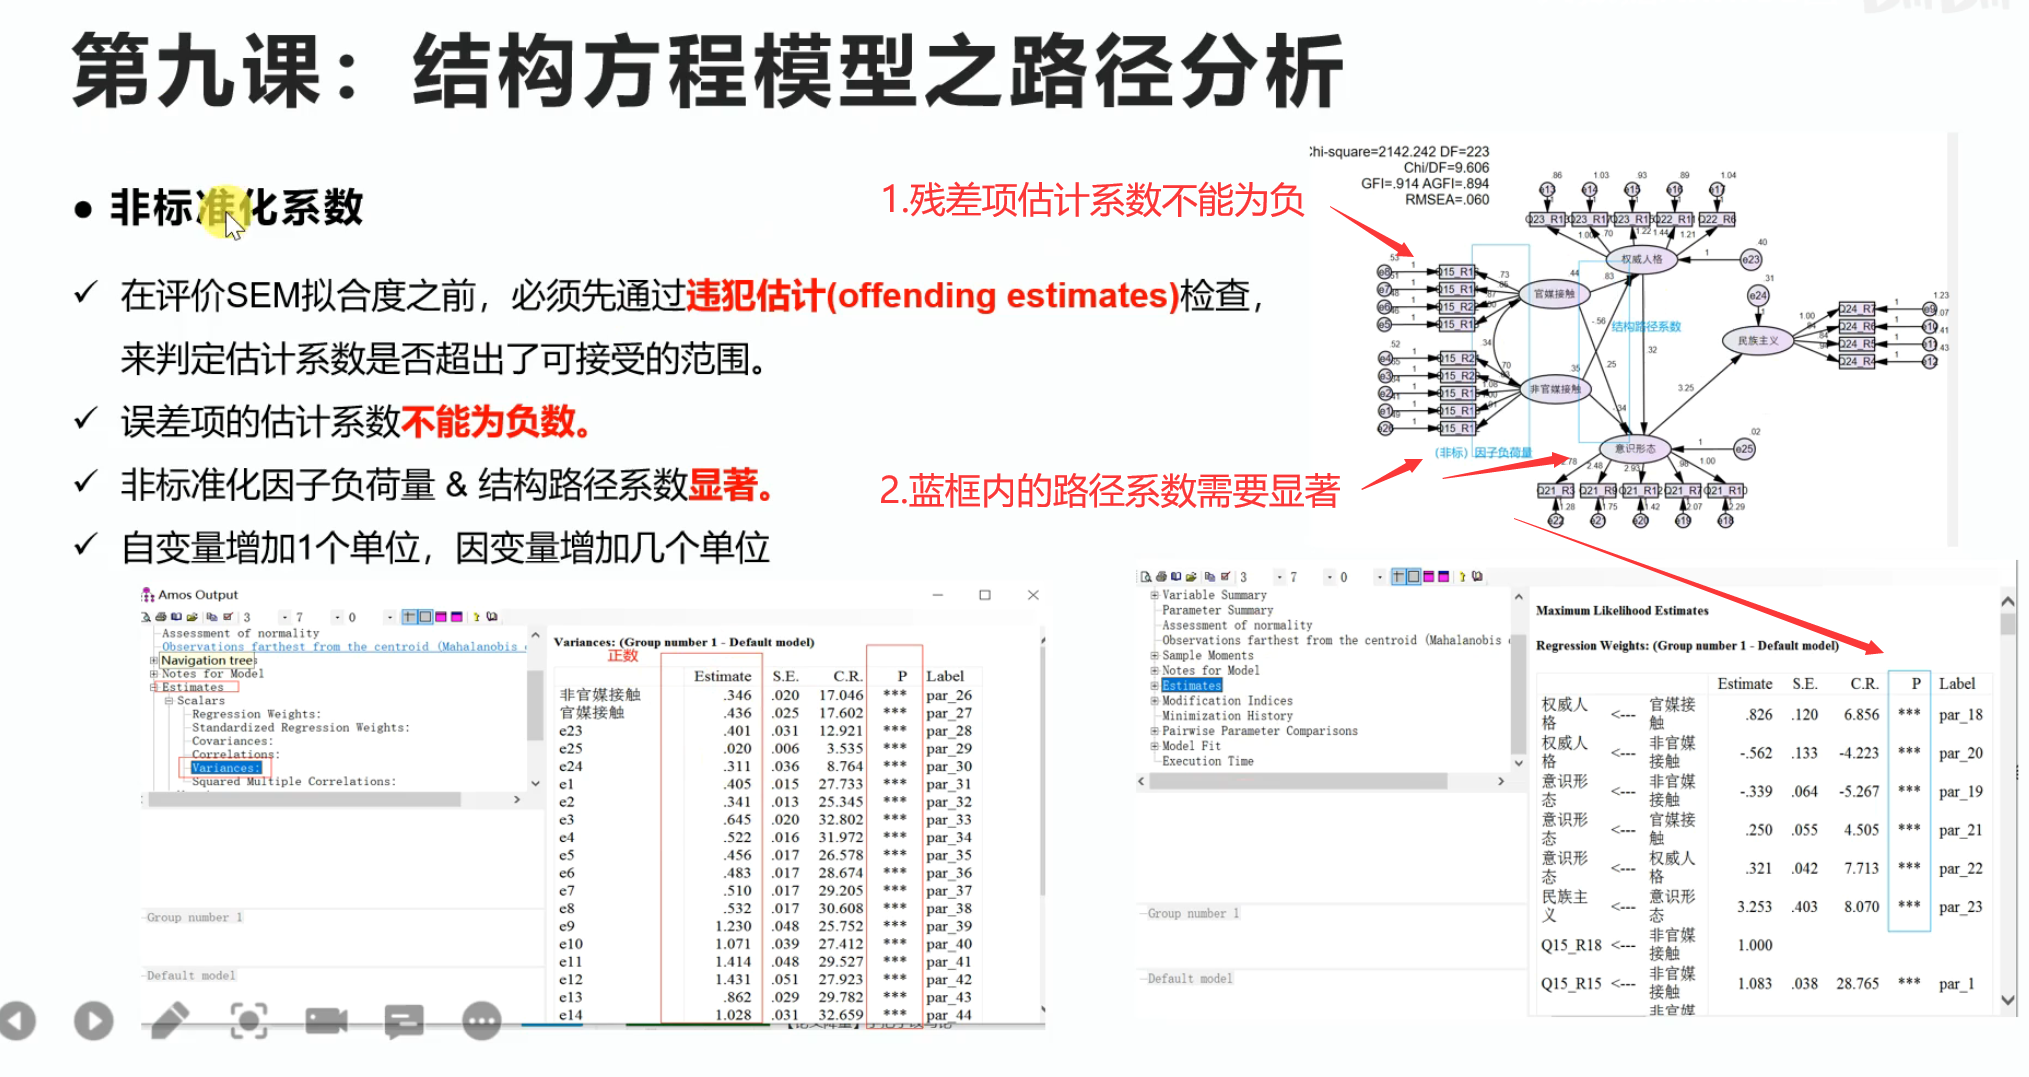 第九课：结构方程模型之路径分析
● 非标准化系数
✓ 在评价SEM拟合度之前，必须先通过违犯估计(offending estimates)检查，
来判定估计系数是否超出了可接受的范围。
✓ 误差项的估计系数不能为负数。
✓ 非标准化因子负荷量 & 结构路径系数显著。
✓ 自变量增加1个单位，因变量增加几个单位
1.残差项估计系数不能为负
2.蓝框内的路径系数需要显著
Chi-square=2142.242 DF=223
Chi/DF=9.606
GFI=.914 AGFI=.894
RMSEA=.060
权威人格
官媒接触
结构路径系数
民族主义
非官媒接触
意识形态
(非标) 因子负荷量
Amos Output
3 7 0
Assessment of normality
Observations farthest from the centroid (Mahalanobis
Navigation tree
Notes for Model
Estimates
Scalars
Regression Weights:
Standardized Regression Weights:
Covariances:
Correlations:
Variances:
Squared Multiple Correlations:
Group number 1
Default model
Variances: (Group number 1 - Default model)
正数
Estimate S.E. C.R. P Label
非官媒接触 .346 .020 17.046 *** par_26
官媒接触 .436 .025 17.602 *** par_27
e23 .401 .031 12.921 *** par_28
e25 .020 .006 3.535 *** par_29
e24 .311 .036 8.764 *** par_30
e1 .405 .015 27.733 *** par_31
e2 .341 .013 25.345 *** par_32
e3 .645 .020 32.802 *** par_33
e4 .522 .016 31.972 *** par_34
e5 .456 .017 26.578 *** par_35
e6 .483 .017 28.674 *** par_36
e7 .510 .017 29.205 *** par_37
e8 .532 .017 30.608 *** par_38
e9 1.230 .048 25.752 *** par_39
e10 1.071 .039 27.412 *** par_40
e11 1.414 .048 29.527 *** par_41
e12 1.431 .051 27.923 *** par_42
e13 .862 .029 29.782 *** par_43
e14 1.028 .031 32.659 *** par_44
3 7 0
Variable Summary
Parameter Summary
Assessment of normality
Observations farthest from the centroid (Mahalanobis
Sample Moments
Notes for Model
Estimates
Modification Indices
Minimization History
Pairwise Parameter Comparisons
Model Fit
Execution Time
Group number 1
Default model
Maximum Likelihood Estimates
Regression Weights: (Group number 1 - Default model)
Estimate S.E. C.R. P Label
权威人格 <--- 官媒接触 .826 .120 6.856 *** par_18
权威人格 <--- 非官媒接触 -.562 .133 -4.223 *** par_20
意识形态 <--- 非官媒接触 -.339 .064 -5.267 *** par_19
意识形态 <--- 官媒接触 .250 .055 4.505 *** par_21
意识形态 <--- 权威人格 .321 .042 7.713 *** par_22
民族主义 <--- 意识形态 3.253 .403 8.070 *** par_23
Q15_R18 <--- 非官媒接触 1.000
Q15_R15 <--- 非官媒接触 1.083 .038 28.765 *** par_1
非官媒